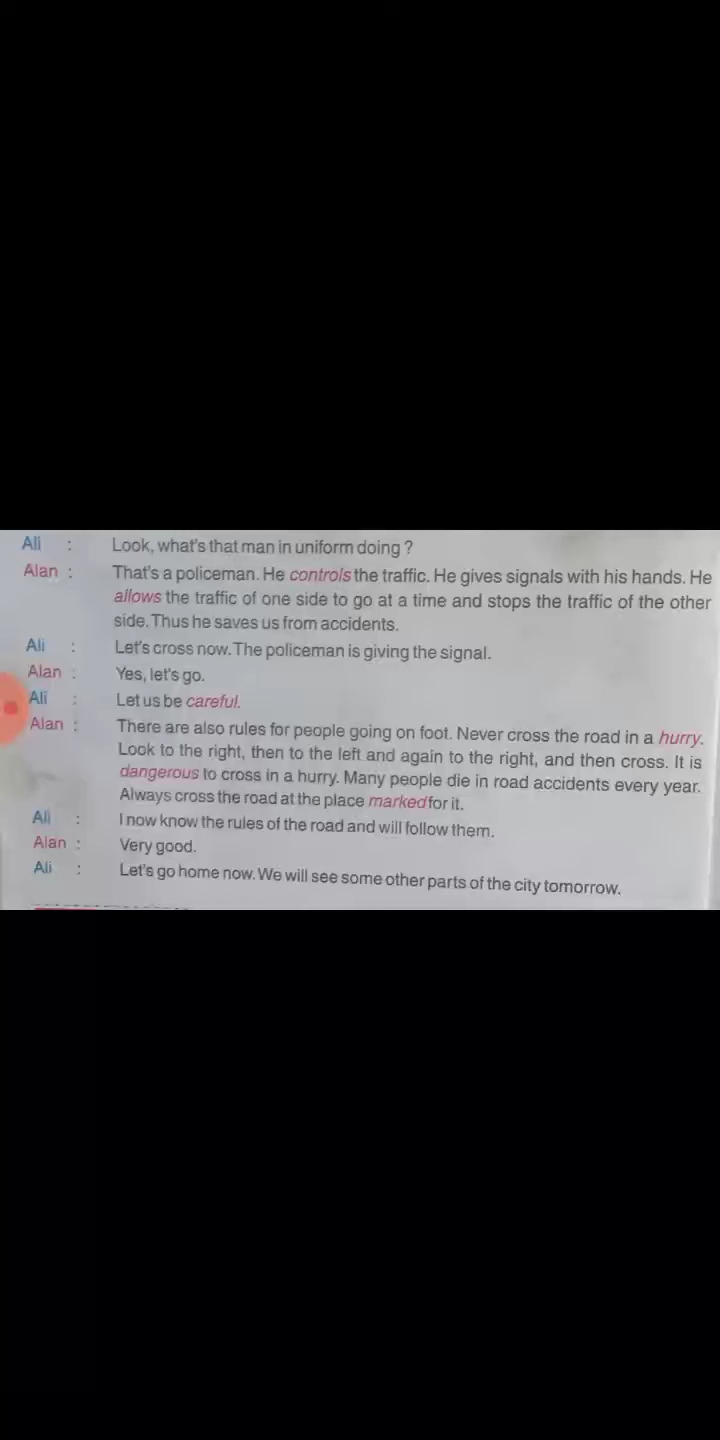 Ali : Look, what's that man in uniform doing ?
Alan : That's a policeman. He controls the traffic. He gives signals with his hands. He
allows the traffic of one side to go at a time and stops the traffic of the other
side. Thus he saves us from accidents.
Ali : Let's cross now. The policeman is giving the signal.
Alan : Yes, let's go.
Ali : Let us be careful.
Alan : There are also rules for people going on foot. Never cross the road in a hurry.
Look to the right, then to the left and again to the right, and then cross. It is
dangerous to cross in a hurry. Many people die in road accidents every year.
Always cross the road at the place marked for it.
Ali : I now know the rules of the road and will follow them.
Alan : Very good.
Ali : Let's go home now. We will see some other parts of the city tomorrow.